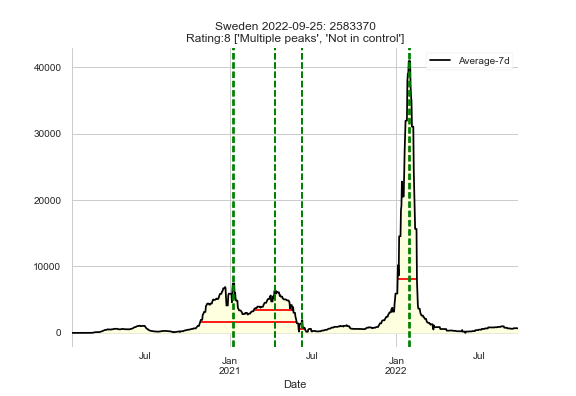 Sweden 2022-09-25: 2583370
Rating:8 ['Multiple peaks', 'Not in control']
Average-7d
40000
30000
20000
10000
0
Jul
Jan
2021
Jul
Jan
2022
Jul
Date